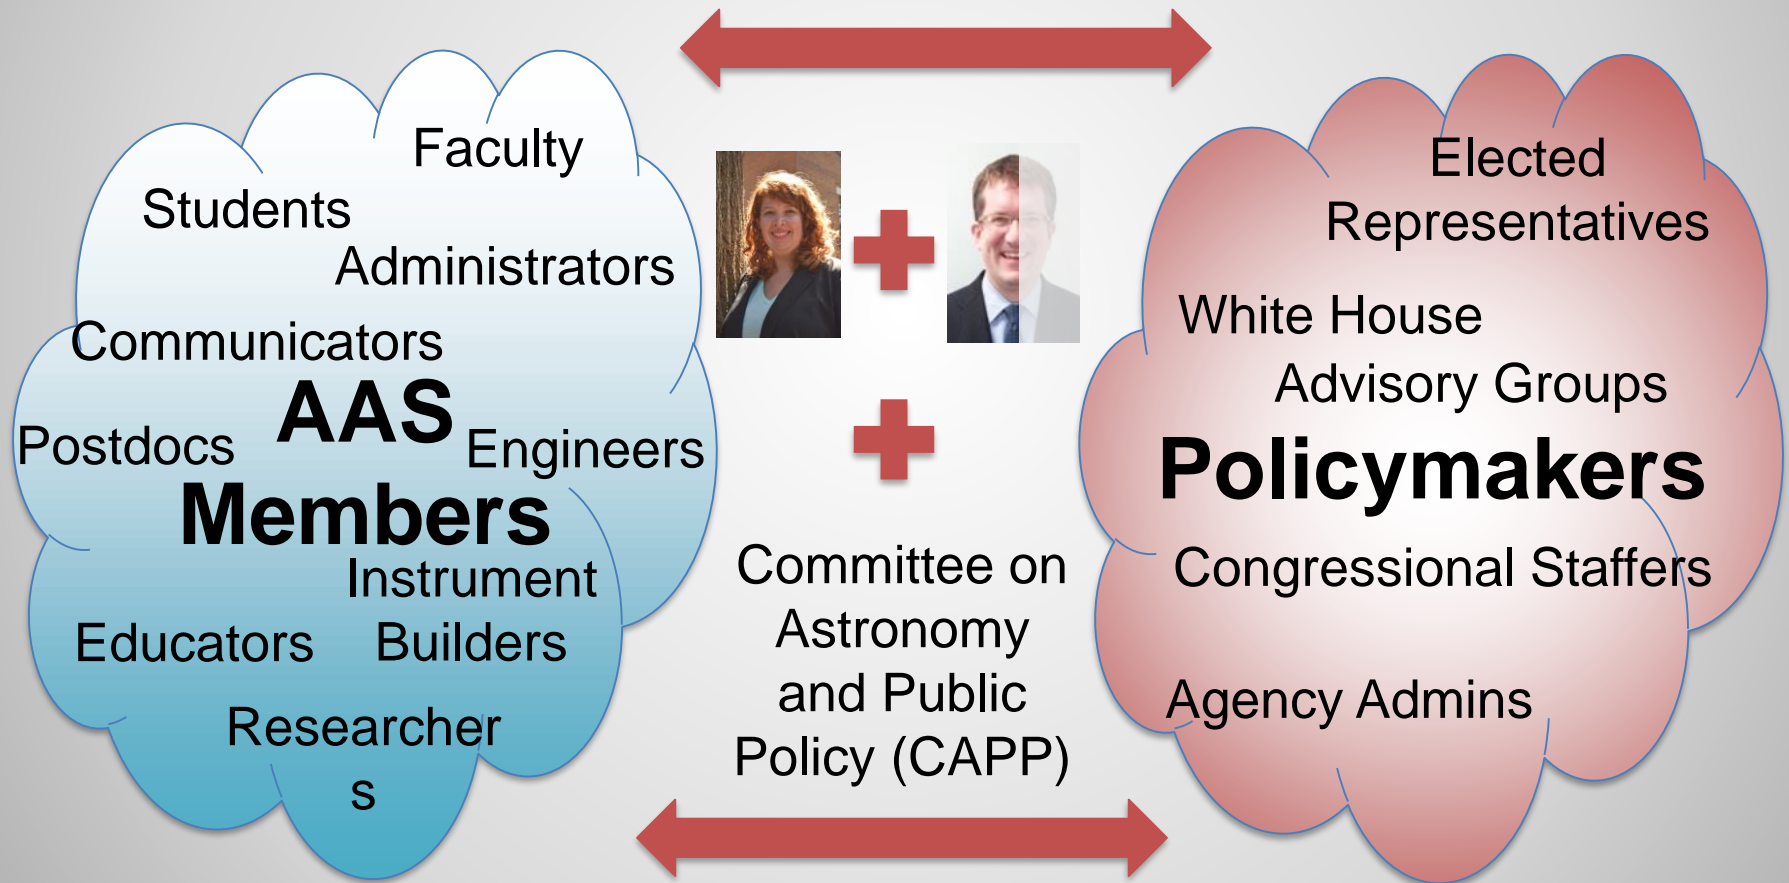 Faculty
Students
Administrators
Communicators
AAS
Postdocs
Engineers
Members
Instrument
Builders
Educators
Researcher
s
Committee on
Astronomy
and Public
Policy (CAPP)
Elected
Representatives
White House
Advisory Groups
Policymakers
Congressional Staffers
Agency Admins